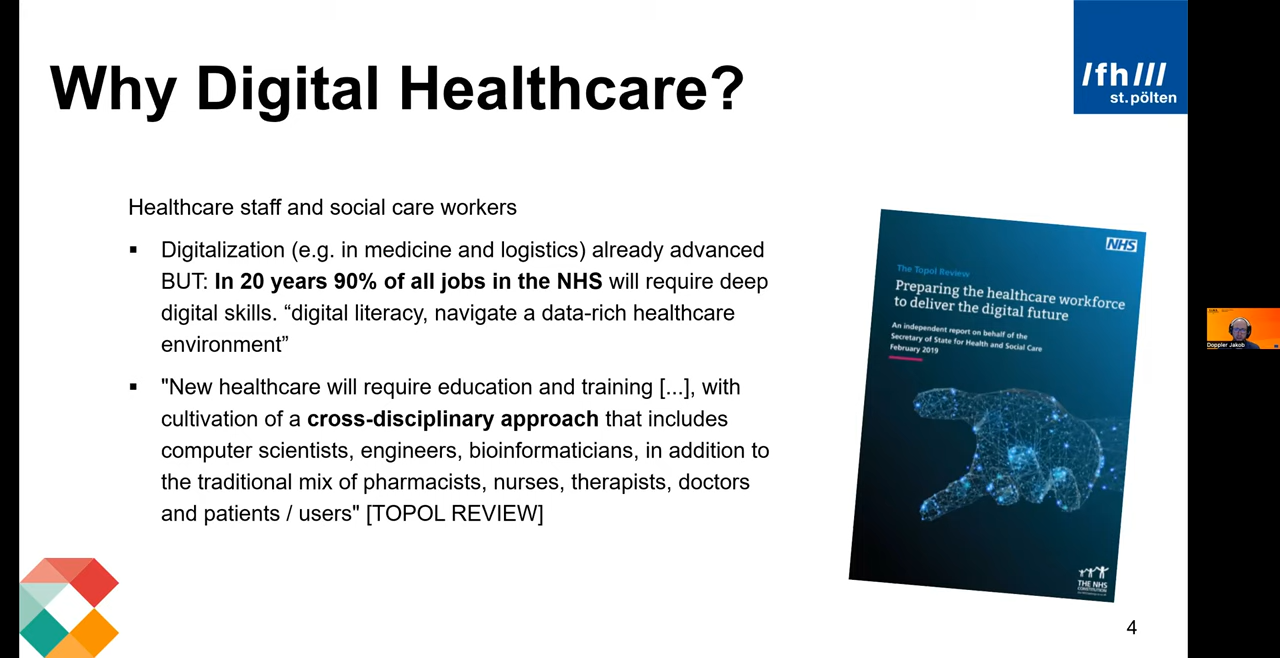 Why Digital Healthcare?
/fh///
st.pölten
Healthcare staff and social care workers
▪ Digitalization (e.g. in medicine and logistics) already advanced
BUT: In 20 years 90% of all jobs in the NHS will require deep
digital skills. “digital literacy, navigate a data-rich healthcare
environment”
▪ "New healthcare will require education and training [...], with
cultivation of a cross-disciplinary approach that includes
computer scientists, engineers, bioinformaticians, in addition to
the traditional mix of pharmacists, nurses, therapists, doctors
and patients / users" [TOPOL REVIEW]
NHS
The Topol Review
Preparing the healthcare workforce
to deliver the digital future
An independent report on behalf of the
Secretary of State for Health and Social Care
February 2019
THE NHS
CONSTITUTION
4
Doppler Jakob